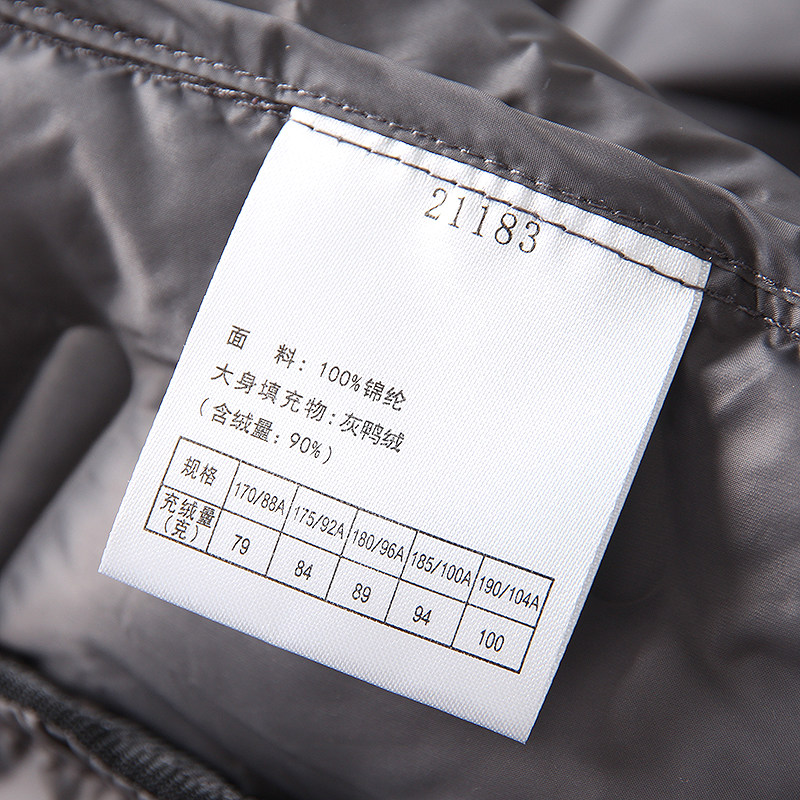 21183
面 料: 100%锦纶
大身填充物: 灰鸭绒
(含绒量: 90%)
规格 170/88A 175/92A 180/96A 185/100A 190/104A
充绒量(克) 79 84 89 94 100